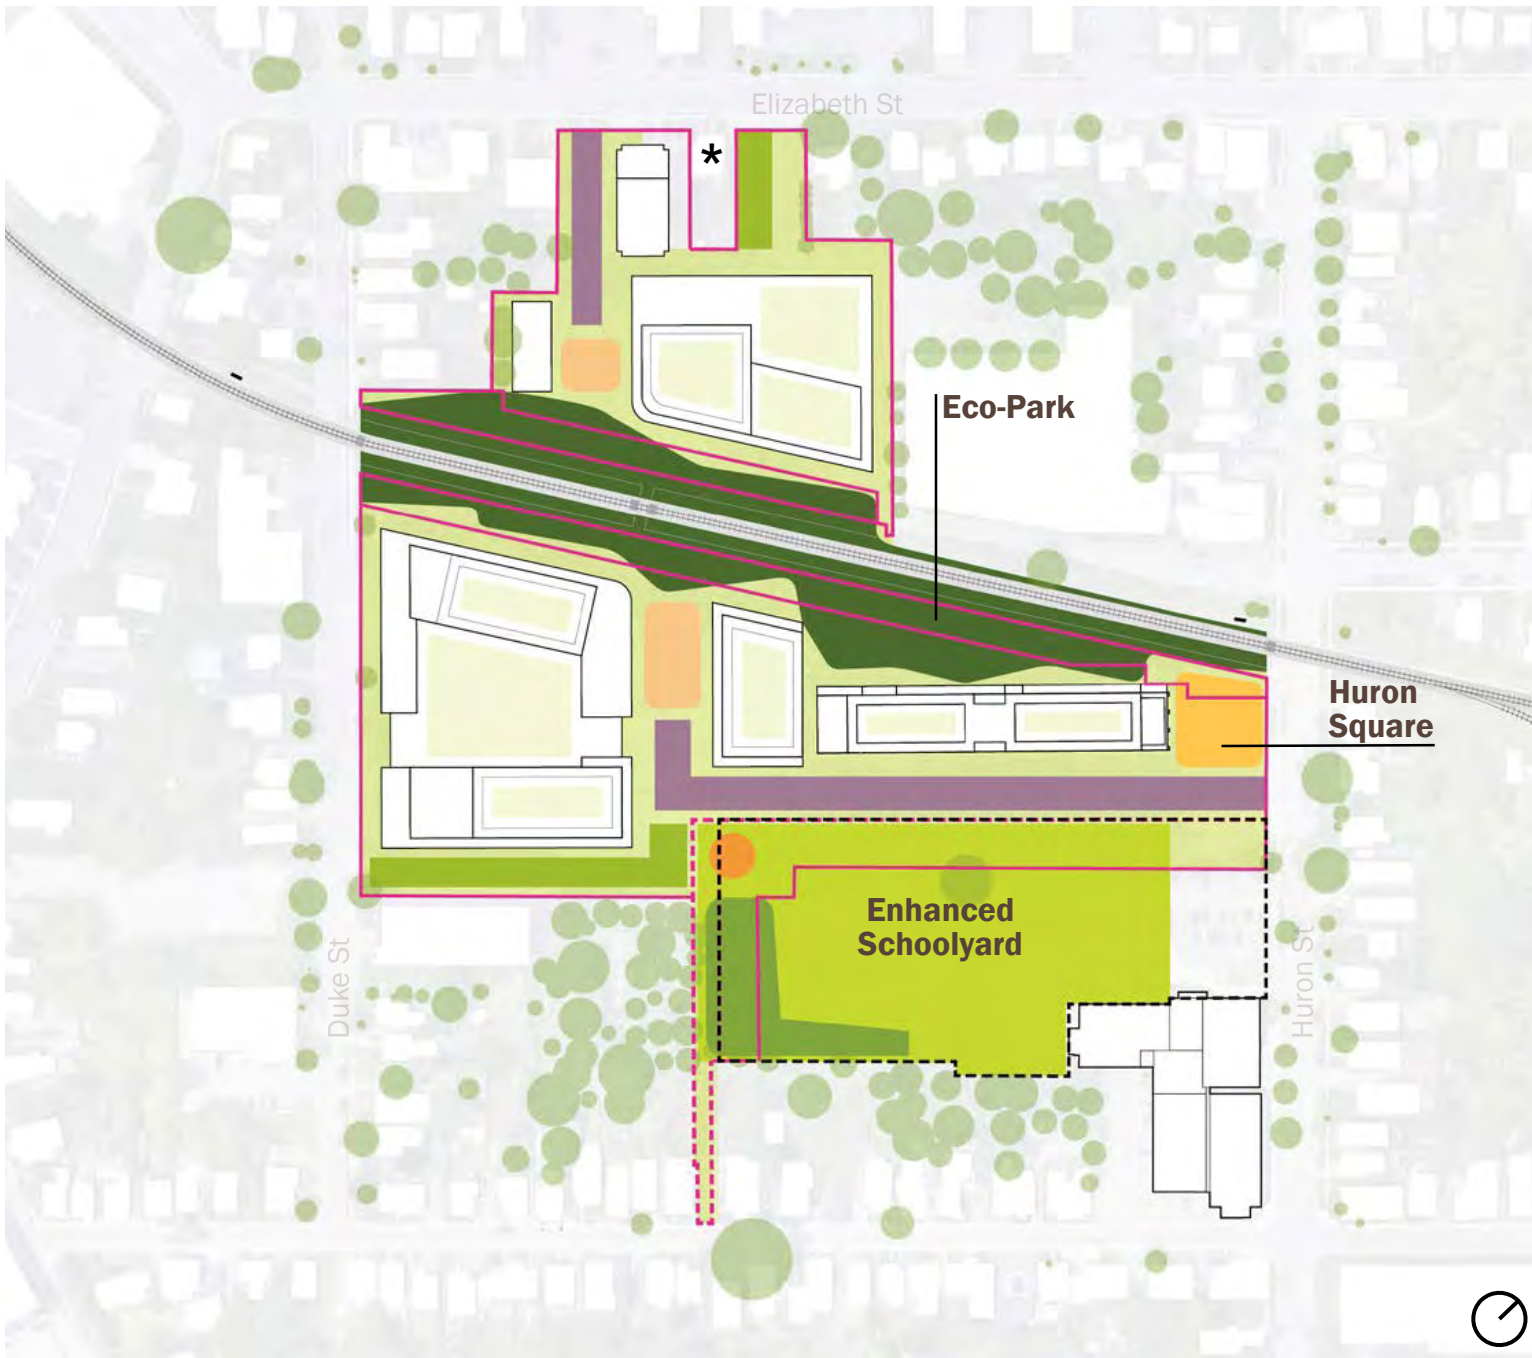 Elizabeth St
*
Eco-Park
Huron
Square
Enhanced
Schoolyard
Duke St
Huron St